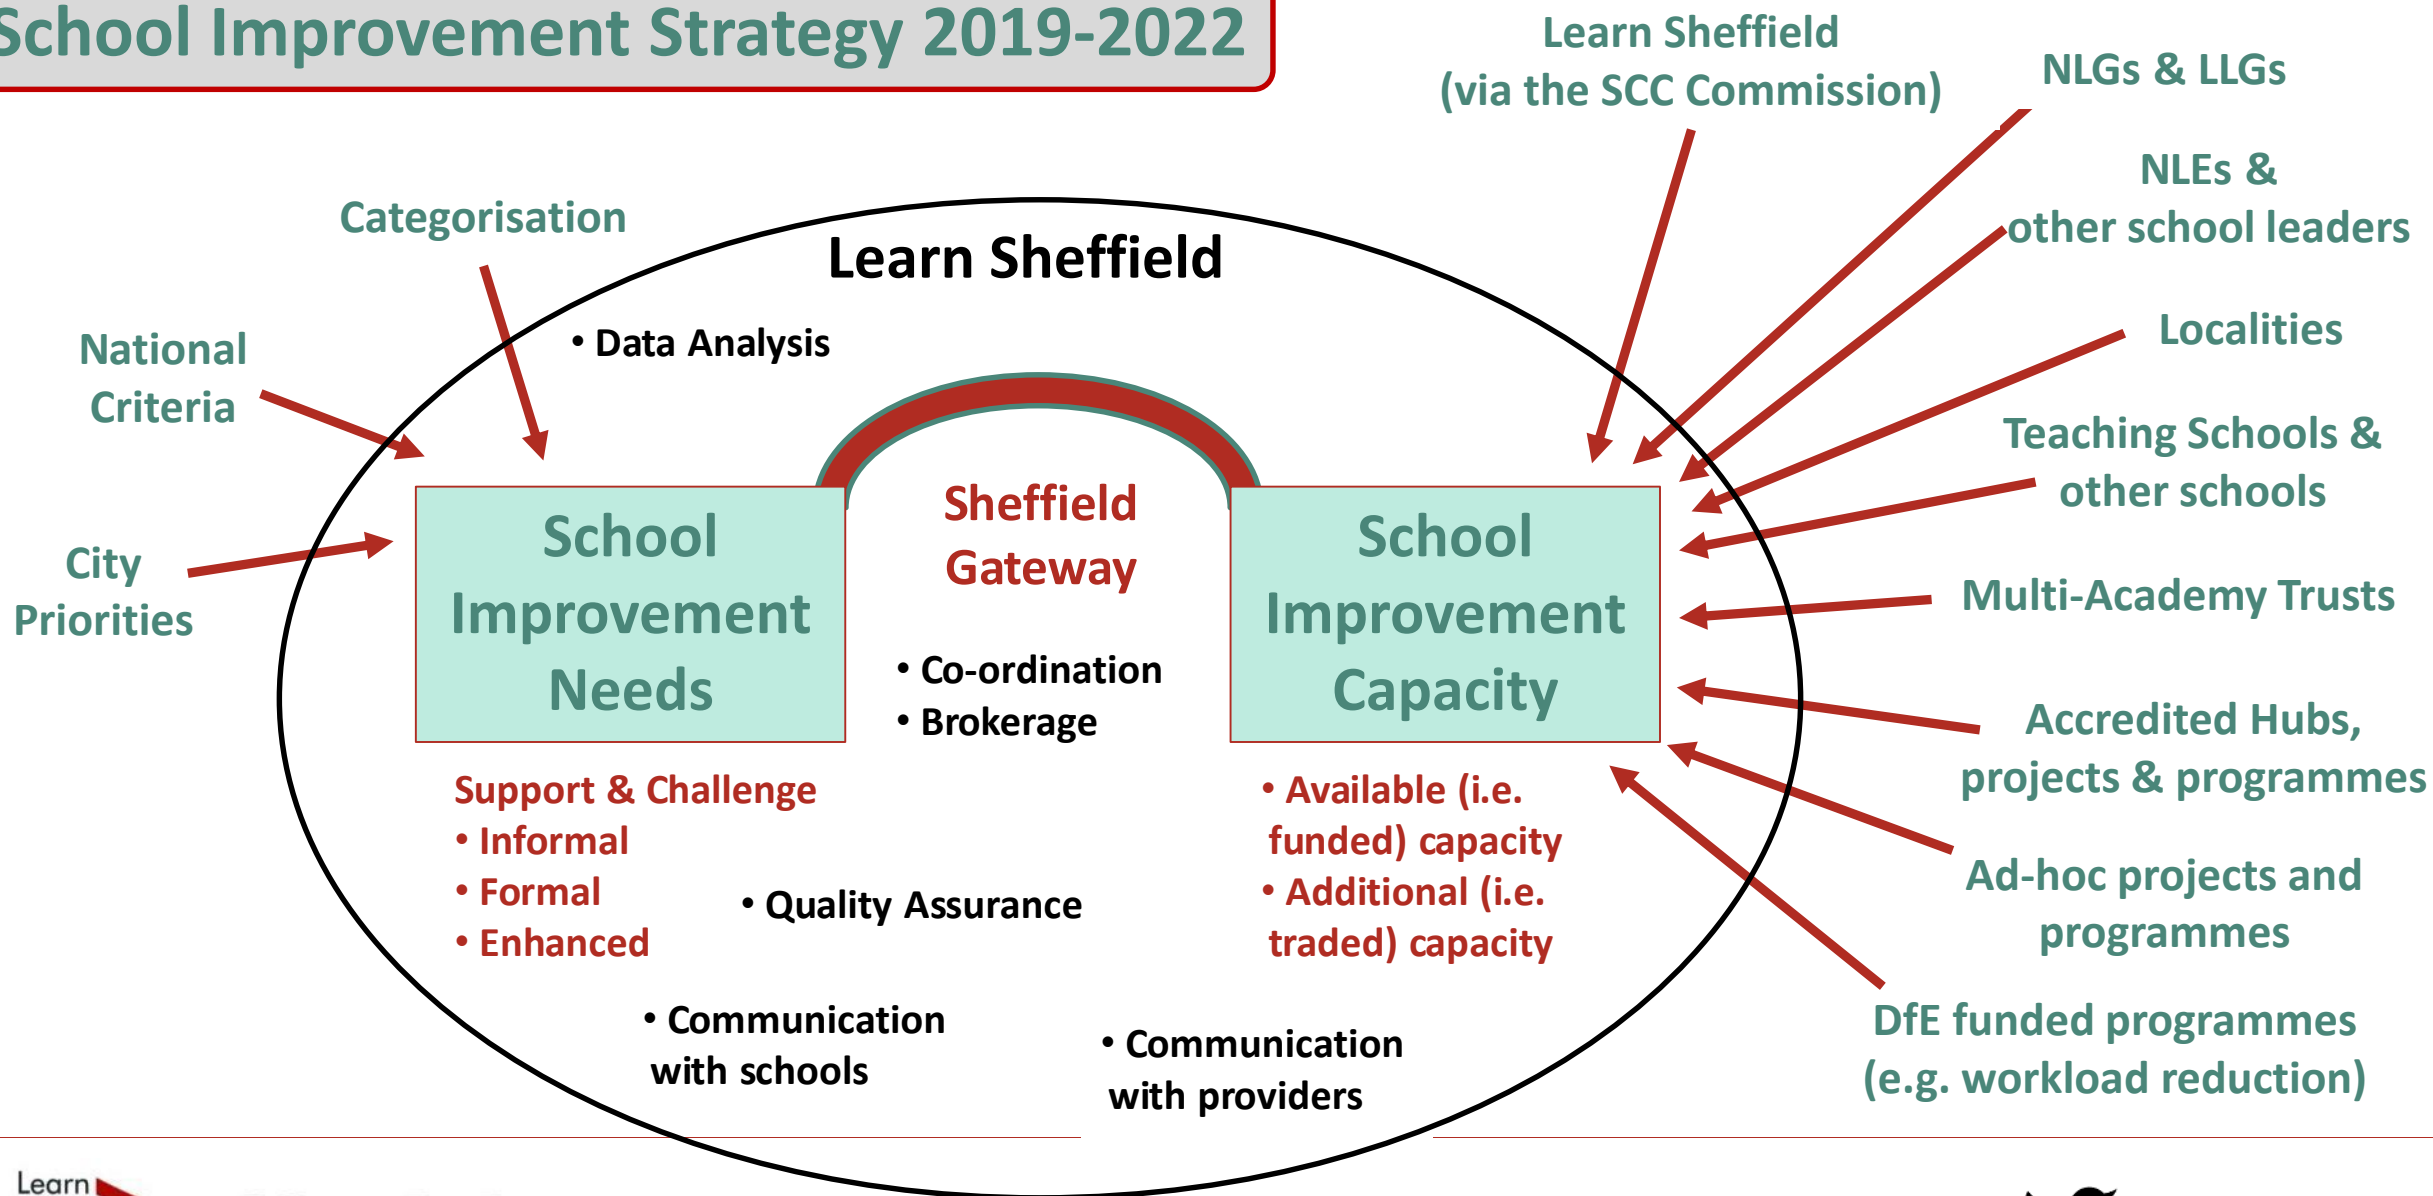 School Improvement Strategy 2019-2022
Learn Sheffield
(via the SCC Commission)
NLGs & LLGs
NLEs &
other school leaders
Categorisation
Learn Sheffield
• Data Analysis
National
Criteria
Localities
Teaching Schools &
other schools
City
Priorities
School
Improvement
Needs
Sheffield
Gateway
• Co-ordination
• Brokerage
School
Improvement
Capacity
Multi-Academy Trusts
Accredited Hubs,
projects & programmes
Support & Challenge
• Informal
• Formal
• Enhanced
• Quality Assurance
• Available (i.e.
funded) capacity
• Additional (i.e.
traded) capacity
Ad-hoc projects and
programmes
• Communication
with schools
• Communication
with providers
DfE funded programmes
(e.g. workload reduction)
Learn